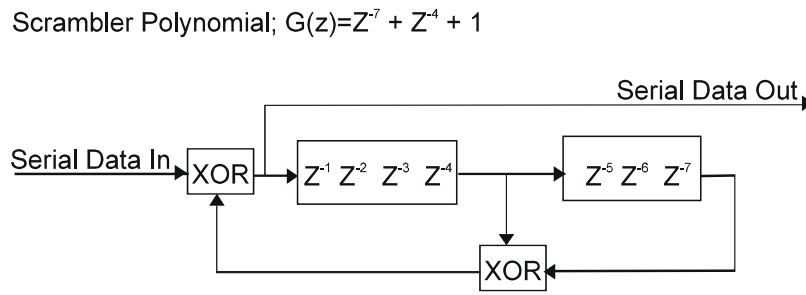 Scrambler Polynomial; G(z)=Z⁻⁷ + Z⁻⁴ + 1
Serial Data Out
Serial Data In
XOR
Z⁻¹ Z⁻² Z⁻³ Z⁻⁴
Z⁻⁵ Z⁻⁶ Z⁻⁷
XOR